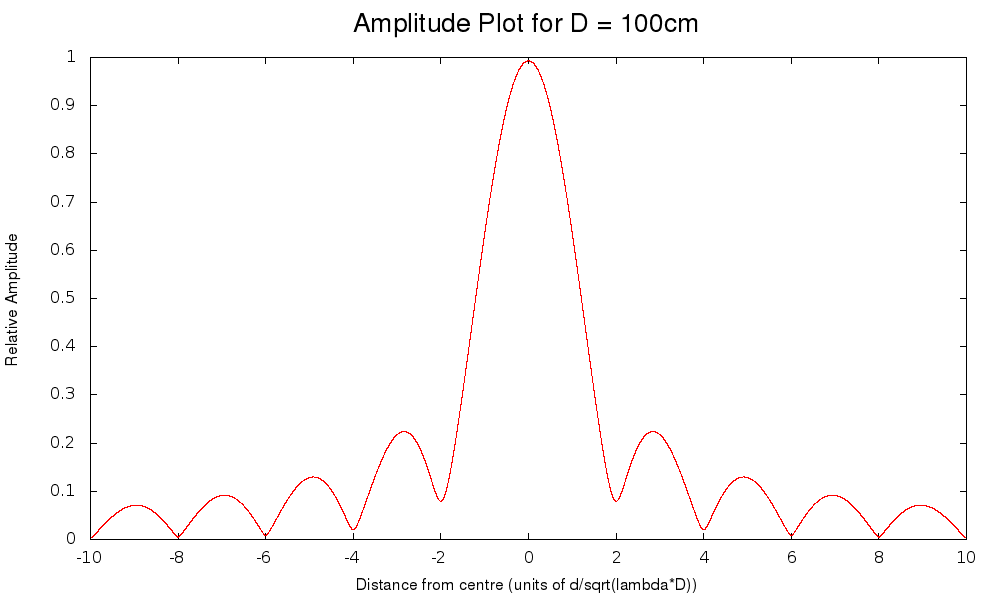 Amplitude Plot for D = 100cm
1
0.9
0.8
0.7
0.6
0.5
0.4
0.3
0.2
0.1
0
Relative Amplitude
-10 -8 -6 -4 -2 0 2 4 6 8 10
Distance from centre (units of d/sqrt(lambda*D))